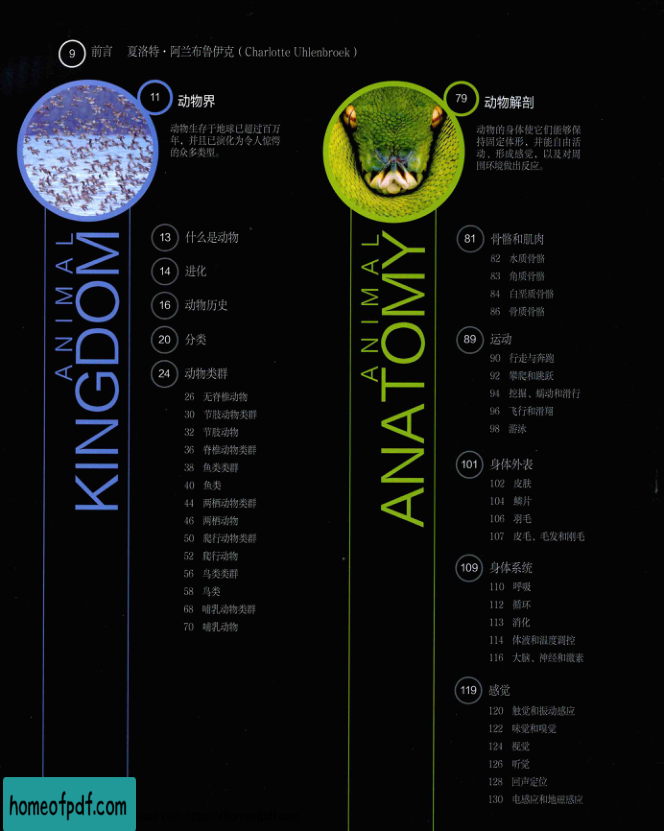 9 前言 夏洛特·阿兰布鲁伊克（Charlotte Uhlenbroek）
11 动物界
动物生存于地球已超过百万
年，并且已演化为令人惊愕
的众多类型。
ANIMAL
KINGDOM
13 什么是动物
14 进化
16 动物历史
20 分类
24 动物类群
26 无脊椎动物
30 节肢动物类群
32 节肢动物
36 脊椎动物类群
38 鱼类类群
40 鱼类
44 两栖动物类群
46 两栖动物
50 爬行动物类群
52 爬行动物
56 鸟类类群
58 鸟类
68 哺乳动物类群
70 哺乳动物
79 动物解剖
动物的身体使它们能够保
持固定体形，并能自由活
动、形成感觉，以及对周
围环境做出反应。
ANIMAL
ANATOMY
81 骨骼和肌肉
82 水质骨骼
83 角质骨骼
84 白垩质骨骼
86 骨质骨骼
89 运动
90 行走与奔跑
92 攀爬和跳跃
94 挖掘、蠕动和滑行
96 飞行和滑翔
98 游泳
101 身体外表
102 皮肤
104 鳞片
106 羽毛
107 皮毛、毛发和刚毛
109 身体系统
110 呼吸
112 循环
113 消化
114 体液和温度调控
116 大脑、神经和激素
119 感觉
120 触觉和振动感应
122 味觉和嗅觉
124 视觉
126 听觉
128 回声定位
130 电感应和地磁感应
homeofpdf.com